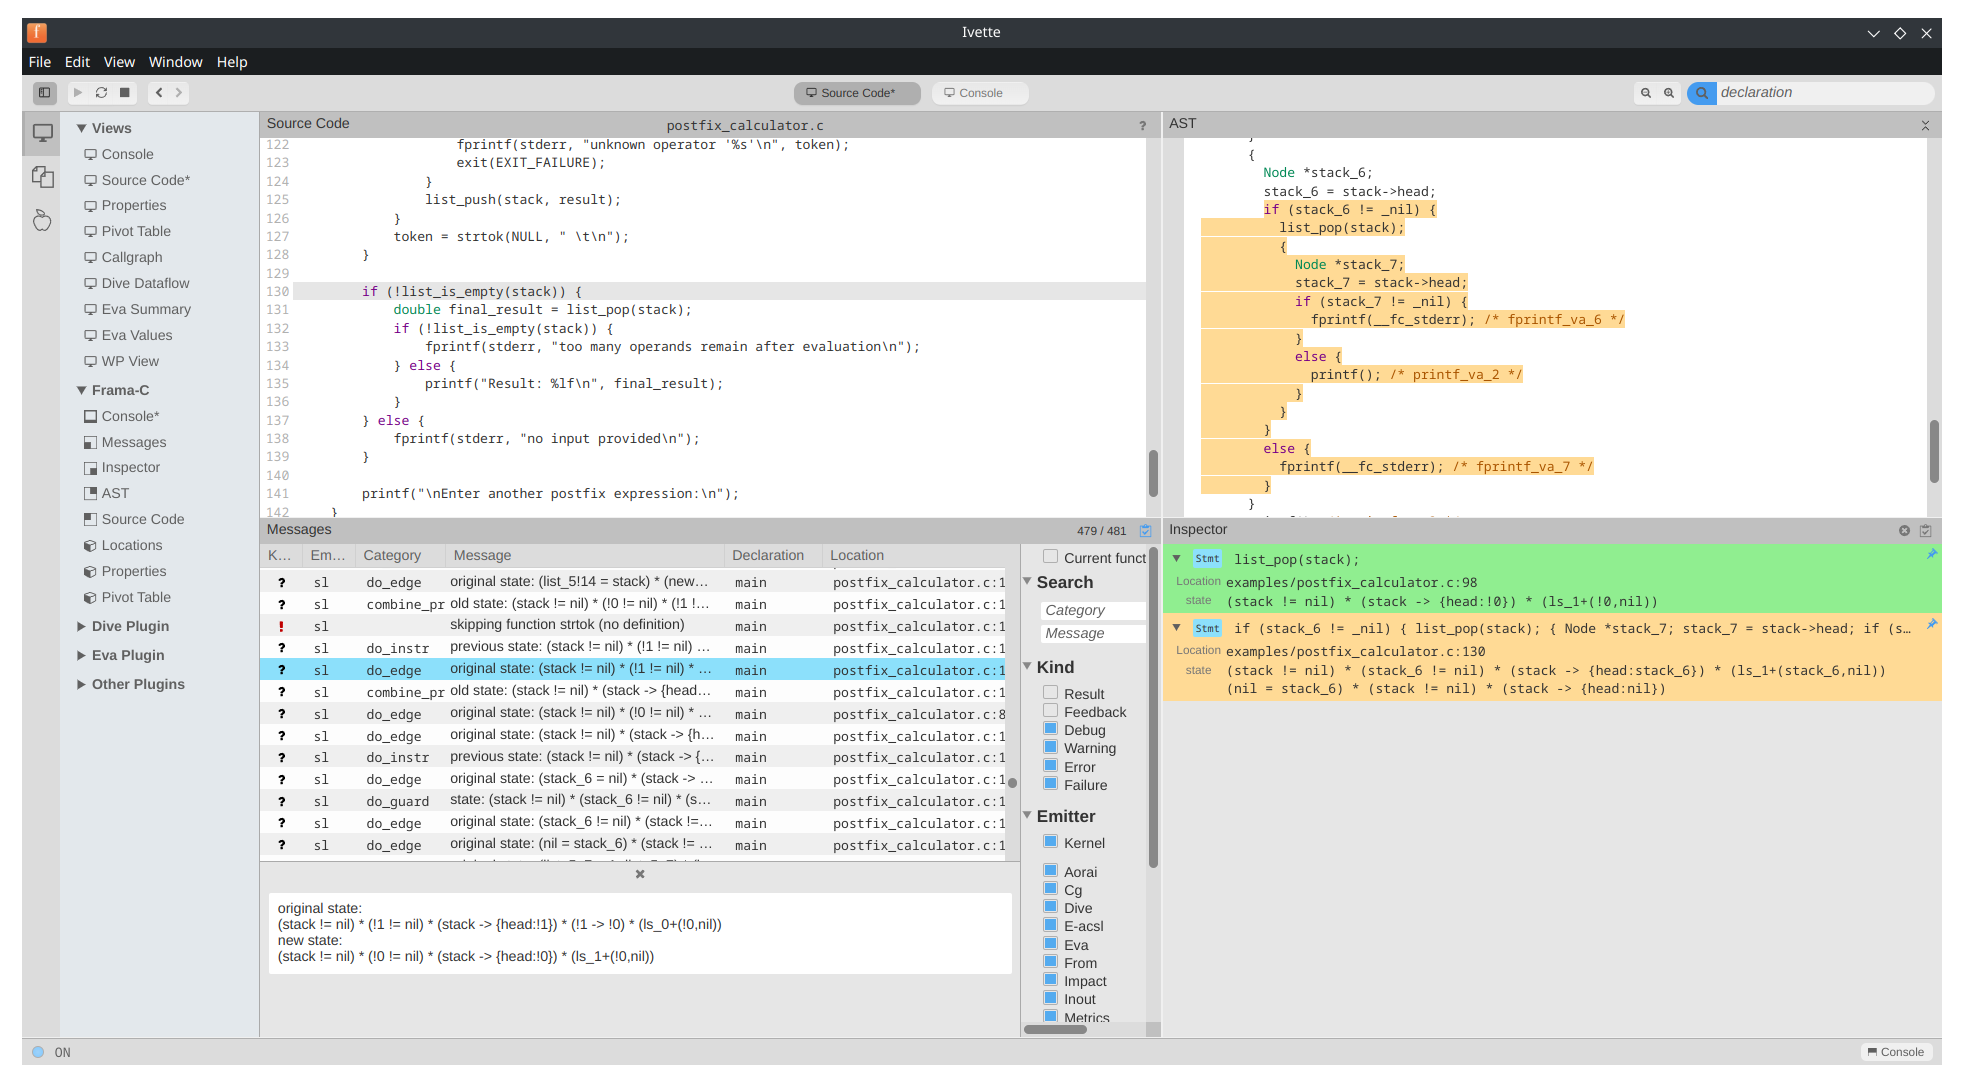 Ivette
File Edit View Window Help
Source Code* Console declaration
Views
Console
Source Code*
Properties
Pivot Table
Callgraph
Dive Dataflow
Eva Summary
Eva Values
WP View
Frama-C
Console*
Messages
Inspector
AST
Source Code
Locations
Properties
Pivot Table
Dive Plugin
Eva Plugin
Other Plugins
Source Code postfix_calculator.c ?
122 fprintf(stderr, "unknown operator '%s'\n", token);
123 exit(EXIT_FAILURE);
124 }
125 list_push(stack, result);
126 }
127 token = strtok(NULL, " \t\n");
128 }
129
130 if (!list_is_empty(stack)) {
131 double final_result = list_pop(stack);
132 if (!list_is_empty(stack)) {
133 fprintf(stderr, "too many operands remain after evaluation\n");
134 } else {
135 printf("Result: %lf\n", final_result);
136 }
137 } else {
138 fprintf(stderr, "no input provided\n");
139 }
140
141 printf("\nEnter another postfix expression:\n");
142 }
AST
}
{
Node *stack_6;
stack_6 = stack->head;
if (stack_6 != _nil) {
list_pop(stack);
{
Node *stack_7;
stack_7 = stack->head;
if (stack_7 != _nil) {
fprintf(__fc_stderr); /* fprintf_va_6 */
}
else {
printf(); /* printf_va_2 */
}
}
}
else {
fprintf(__fc_stderr); /* fprintf_va_7 */
}
}
Messages 479 / 481
K... Em... Category Message Declaration Location
? sl do_edge original state: (list_5!14 = stack) * (new... main postfix_calculator.c:1
? sl combine_pr old state: (stack != nil) * (!0 != nil) * (!1 !... main postfix_calculator.c:1
! sl skipping function strtok (no definition) main postfix_calculator.c:1
? sl do_instr previous state: (stack != nil) * (!1 != nil) ... main postfix_calculator.c:1
? sl do_edge original state: (stack != nil) * (!1 != nil) * ... main postfix_calculator.c:1
? sl combine_pr old state: (stack != nil) * (stack -> {head... main postfix_calculator.c:1
? sl do_edge original state: (stack != nil) * (!0 != nil) * ... main postfix_calculator.c:8
? sl do_edge original state: (stack != nil) * (stack -> {h... main postfix_calculator.c:1
? sl do_instr previous state: (stack != nil) * (stack -> {... main postfix_calculator.c:1
? sl do_edge original state: (stack_6 = nil) * (stack -> ... main postfix_calculator.c:1
? sl do_guard state: (stack != nil) * (stack_6 != nil) * (s... main postfix_calculator.c:1
? sl do_edge original state: (stack_6 != nil) * (stack !=... main postfix_calculator.c:1
? sl do_edge original state: (nil = stack_6) * (stack != ... main postfix_calculator.c:1
original state:
(stack != nil) * (!1 != nil) * (stack -> {head:!1}) * (!1 -> !0) * (ls_0+(!0,nil))
new state:
(stack != nil) * (!0 != nil) * (stack -> {head:!0}) * (ls_1+(!0,nil))
Current funct
Search
Category
Message
Kind
Result
Feedback
Debug
Warning
Error
Failure
Emitter
Kernel
Aorai
Cg
Dive
E-acsl
Eva
From
Impact
Inout
Metrics
Inspector
Stmt list_pop(stack);
Location examples/postfix_calculator.c:98
state (stack != nil) * (stack -> {head:!0}) * (ls_1+(!0,nil))
Stmt if (stack_6 != _nil) { list_pop(stack); { Node *stack_7; stack_7 = stack->head; if (s...
Location examples/postfix_calculator.c:130
state (stack != nil) * (stack_6 != nil) * (stack -> {head:stack_6}) * (ls_1+(stack_6,nil))
(nil = stack_6) * (stack != nil) * (stack -> {head:nil})
ON Console